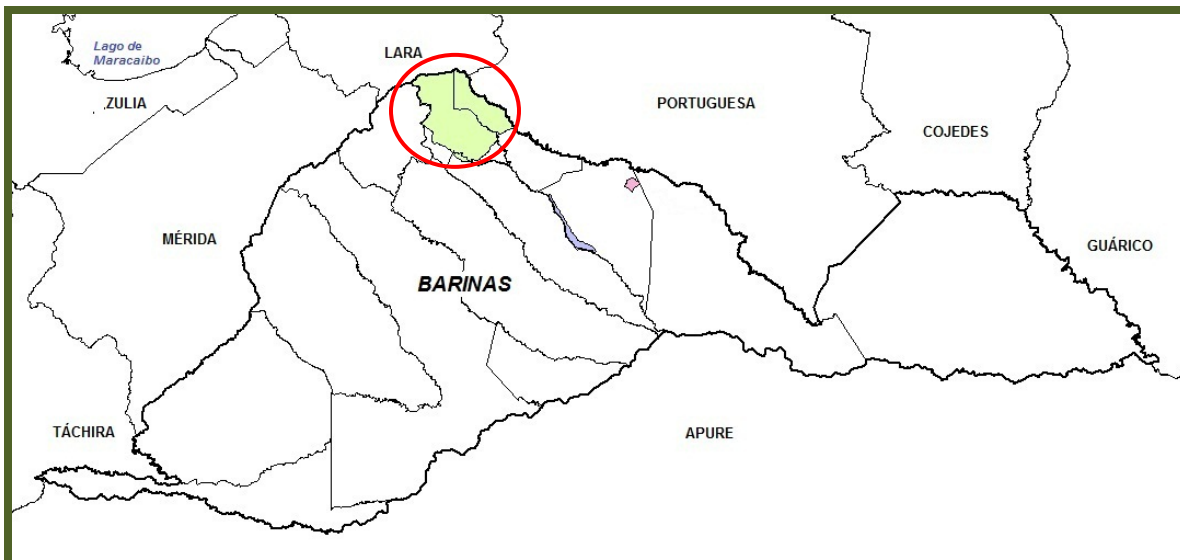 Lago de
Maracaibo
LARA
ZULIA
PORTUGUESA
COJEDES
MÉRIDA
GUÁRICO
BARINAS
TÁCHIRA
APURE